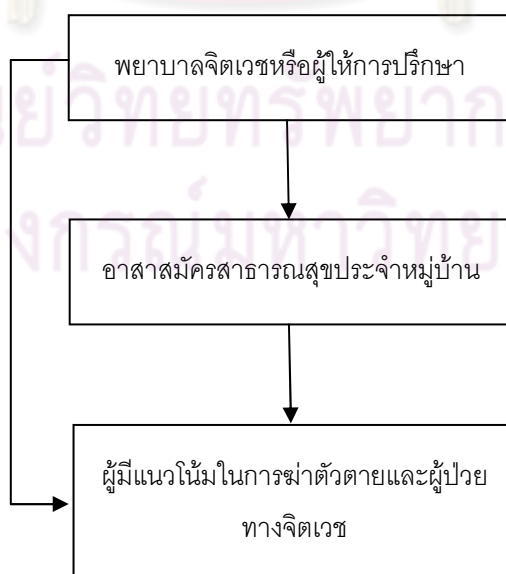 พยาบาลจิตเวชหรือผู้ให้การปรึกษา
อาสาสมัครสาธารณสุขประจำหมู่บ้าน
ผู้มีแนวโน้มในการฆ่าตัวตายและผู้ป่วย
ทางจิตเวช